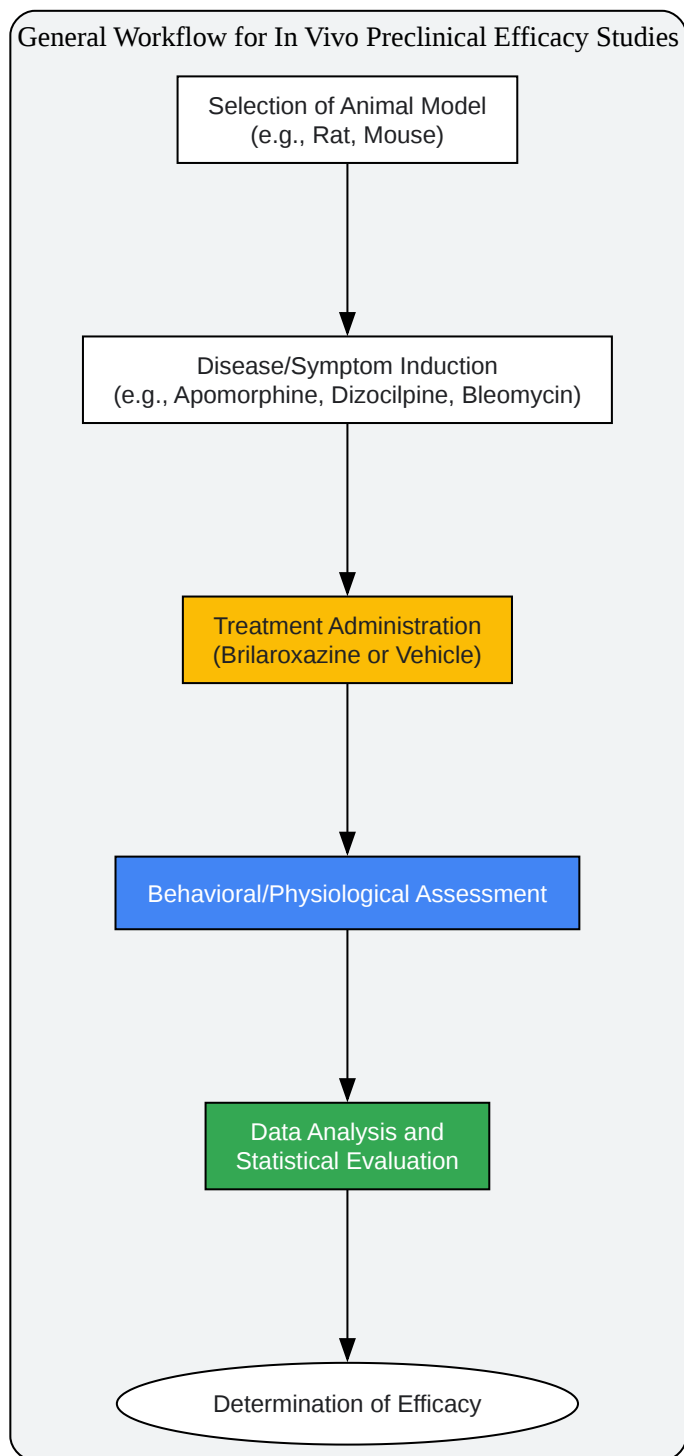 General Workflow for In Vivo Preclinical Efficacy Studies
Selection of Animal Model
(e.g., Rat, Mouse)
Disease/Symptom Induction
(e.g., Apomorphine, Dizocilpine, Bleomycin)
Treatment Administration
(Brilaroxazine or Vehicle)
Behavioral/Physiological Assessment
Data Analysis and
Statistical Evaluation
Determination of Efficacy